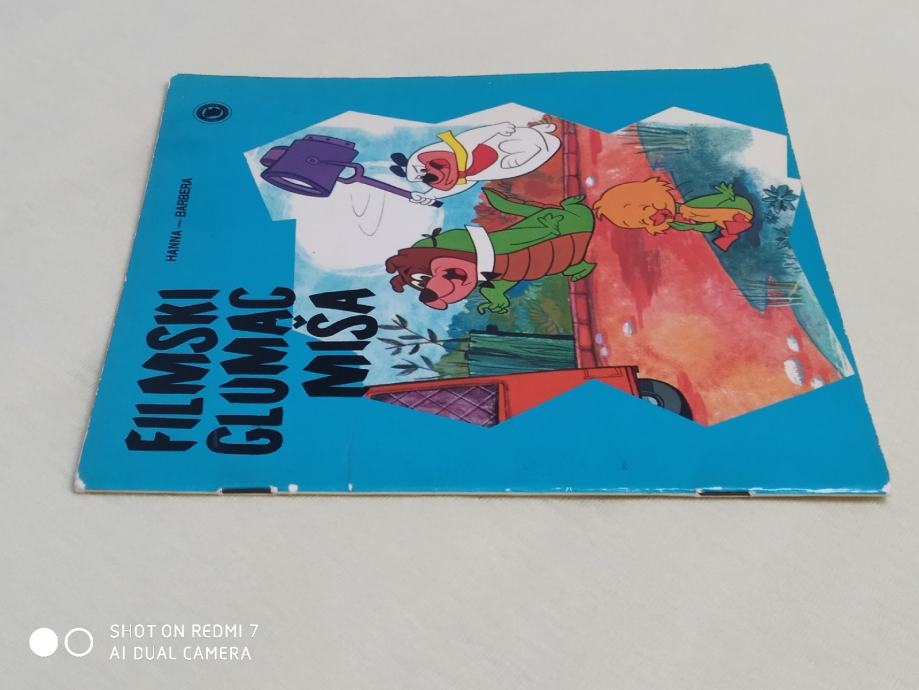 HANNA – BARBERA
FILMSKI
GLUMAC
MIŠA
SHOT ON REDMI 7
AI DUAL CAMERA